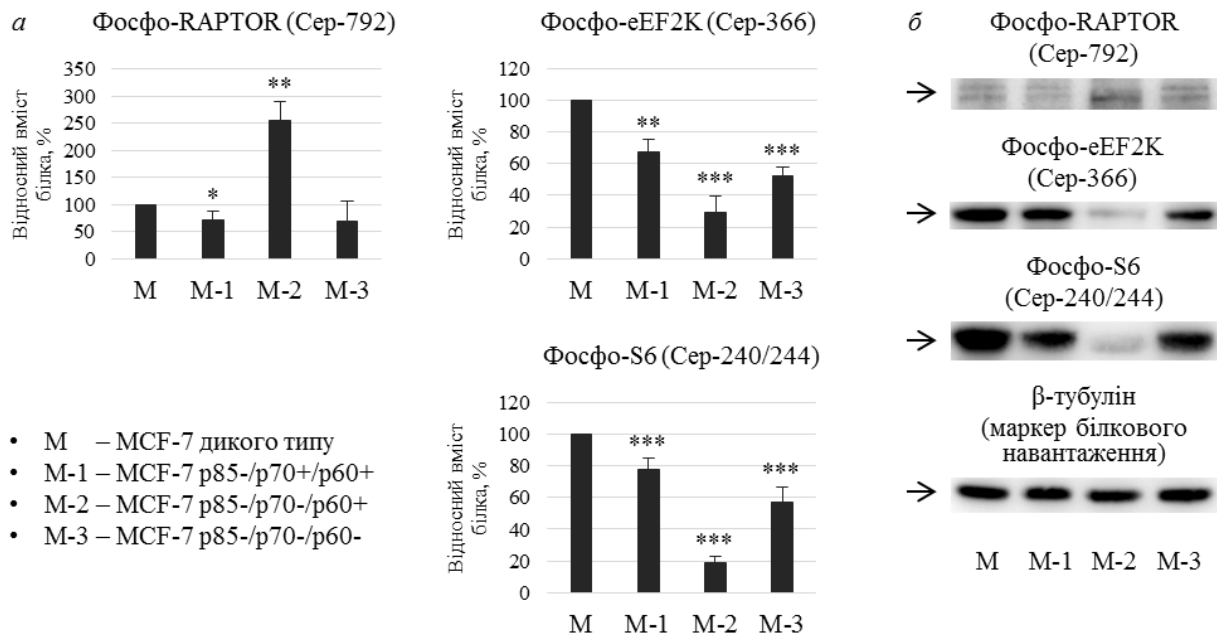 а
Фосфо-RAPTOR (Сер-792)
Відносний вміст
білка, %
350
300
250
200
150
100
50
0
*
**
М
М-1
М-2
М-3
Фосфо-eEF2K (Сер-366)
Відносний вміст
білка, %
120
100
80
60
40
20
0
**
***
***
М
М-1
М-2
М-3
Фосфо-S6 (Сер-240/244)
Відносний вміст
білка, %
120
100
80
60
40
20
0
***
***
***
М
М-1
М-2
М-3
• М – MCF-7 дикого типу
• М-1 – MCF-7 p85-/p70+/p60+
• М-2 – MCF-7 p85-/p70-/p60+
• М-3 – MCF-7 p85-/p70-/p60-
б
Фосфо-RAPTOR
(Сер-792)
Фосфо-eEF2K
(Сер-366)
Фосфо-S6
(Сер-240/244)
β-тубулін
(маркер білкового
навантаження)
М М-1 М-2 М-3